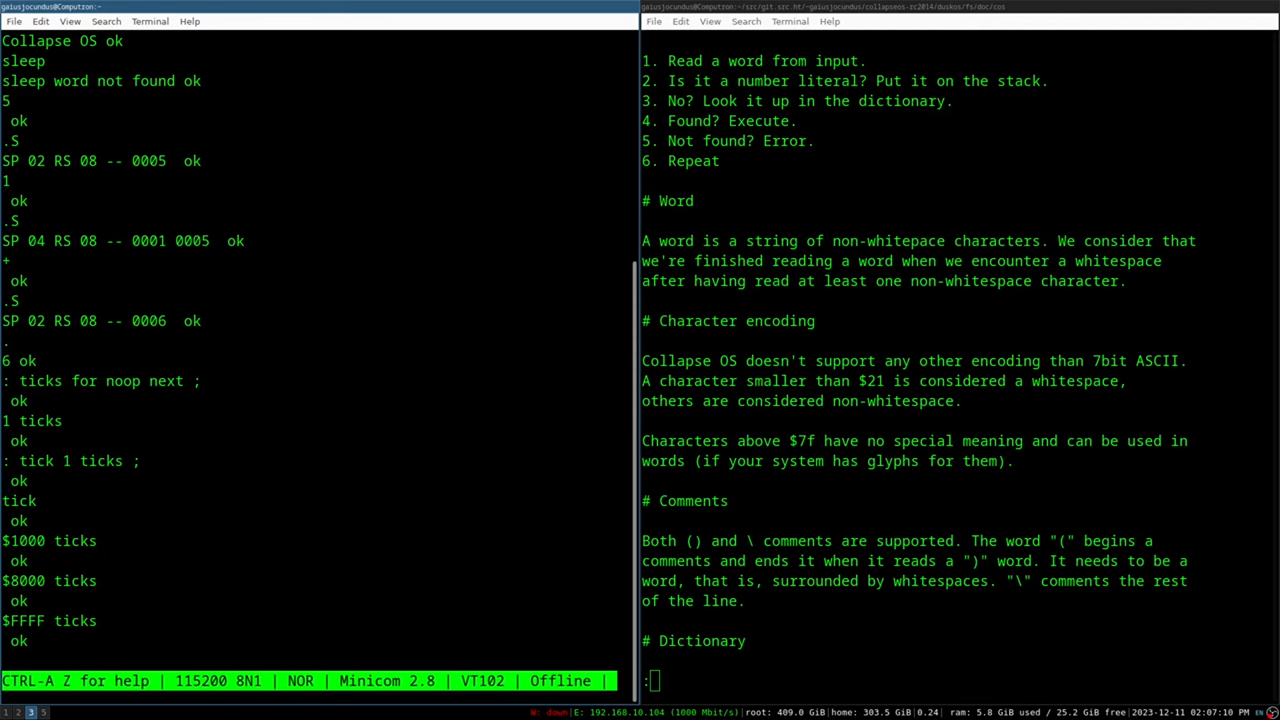 gaiusjocundus@Computron:~
File Edit View Search Terminal Help
Collapse OS ok
sleep
sleep word not found ok
5
ok
.S
SP 02 RS 08 -- 0005 ok
1
ok
.S
SP 04 RS 08 -- 0001 0005 ok
+
ok
.S
SP 02 RS 08 -- 0006 ok
.
6 ok
: ticks for noop next ;
ok
1 ticks
ok
: tick 1 ticks ;
ok
tick
ok
$1000 ticks
ok
$8000 ticks
ok
$FFFF ticks
ok
CTRL-A Z for help | 115200 8N1 | NOR | Minicom 2.8 | VT102 | Offline |
gaiusjocundus@Computron:~/src/git.sr.ht/~gaiusjocundus/collapseos-rc2014/duskos/fs/doc/cos
File Edit View Search Terminal Help
1. Read a word from input.
2. Is it a number literal? Put it on the stack.
3. No? Look it up in the dictionary.
4. Found? Execute.
5. Not found? Error.
6. Repeat
# Word
A word is a string of non-whitepace characters. We consider that
we're finished reading a word when we encounter a whitespace
after having read at least one non-whitespace character.
# Character encoding
Collapse OS doesn't support any other encoding than 7bit ASCII.
A character smaller than $21 is considered a whitespace,
others are considered non-whitespace.
Characters above $7f have no special meaning and can be used in
words (if your system has glyphs for them).
# Comments
Both () and \ comments are supported. The word "(" begins a
comments and ends it when it reads a ")" word. It needs to be a
word, that is, surrounded by whitespaces. "\" comments the rest
of the line.
# Dictionary
:
1 2 3 5
W: down|E: 192.168.10.104 (1000 Mbit/s)|root: 409.0 GiB|home: 303.5 GiB|0.24| ram: 5.8 GiB used / 25.2 GiB free|2023-12-11 02:07:10 PM EN